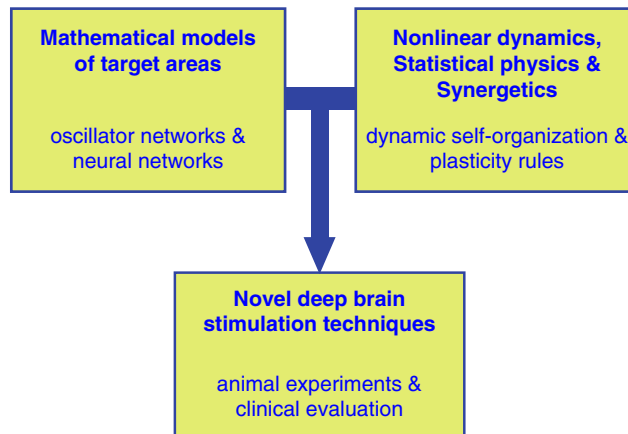 Mathematical models
of target areas
oscillator networks &
neural networks
Nonlinear dynamics,
Statistical physics &
Synergetics
dynamic self-organization &
plasticity rules
Novel deep brain
stimulation techniques
animal experiments &
clinical evaluation